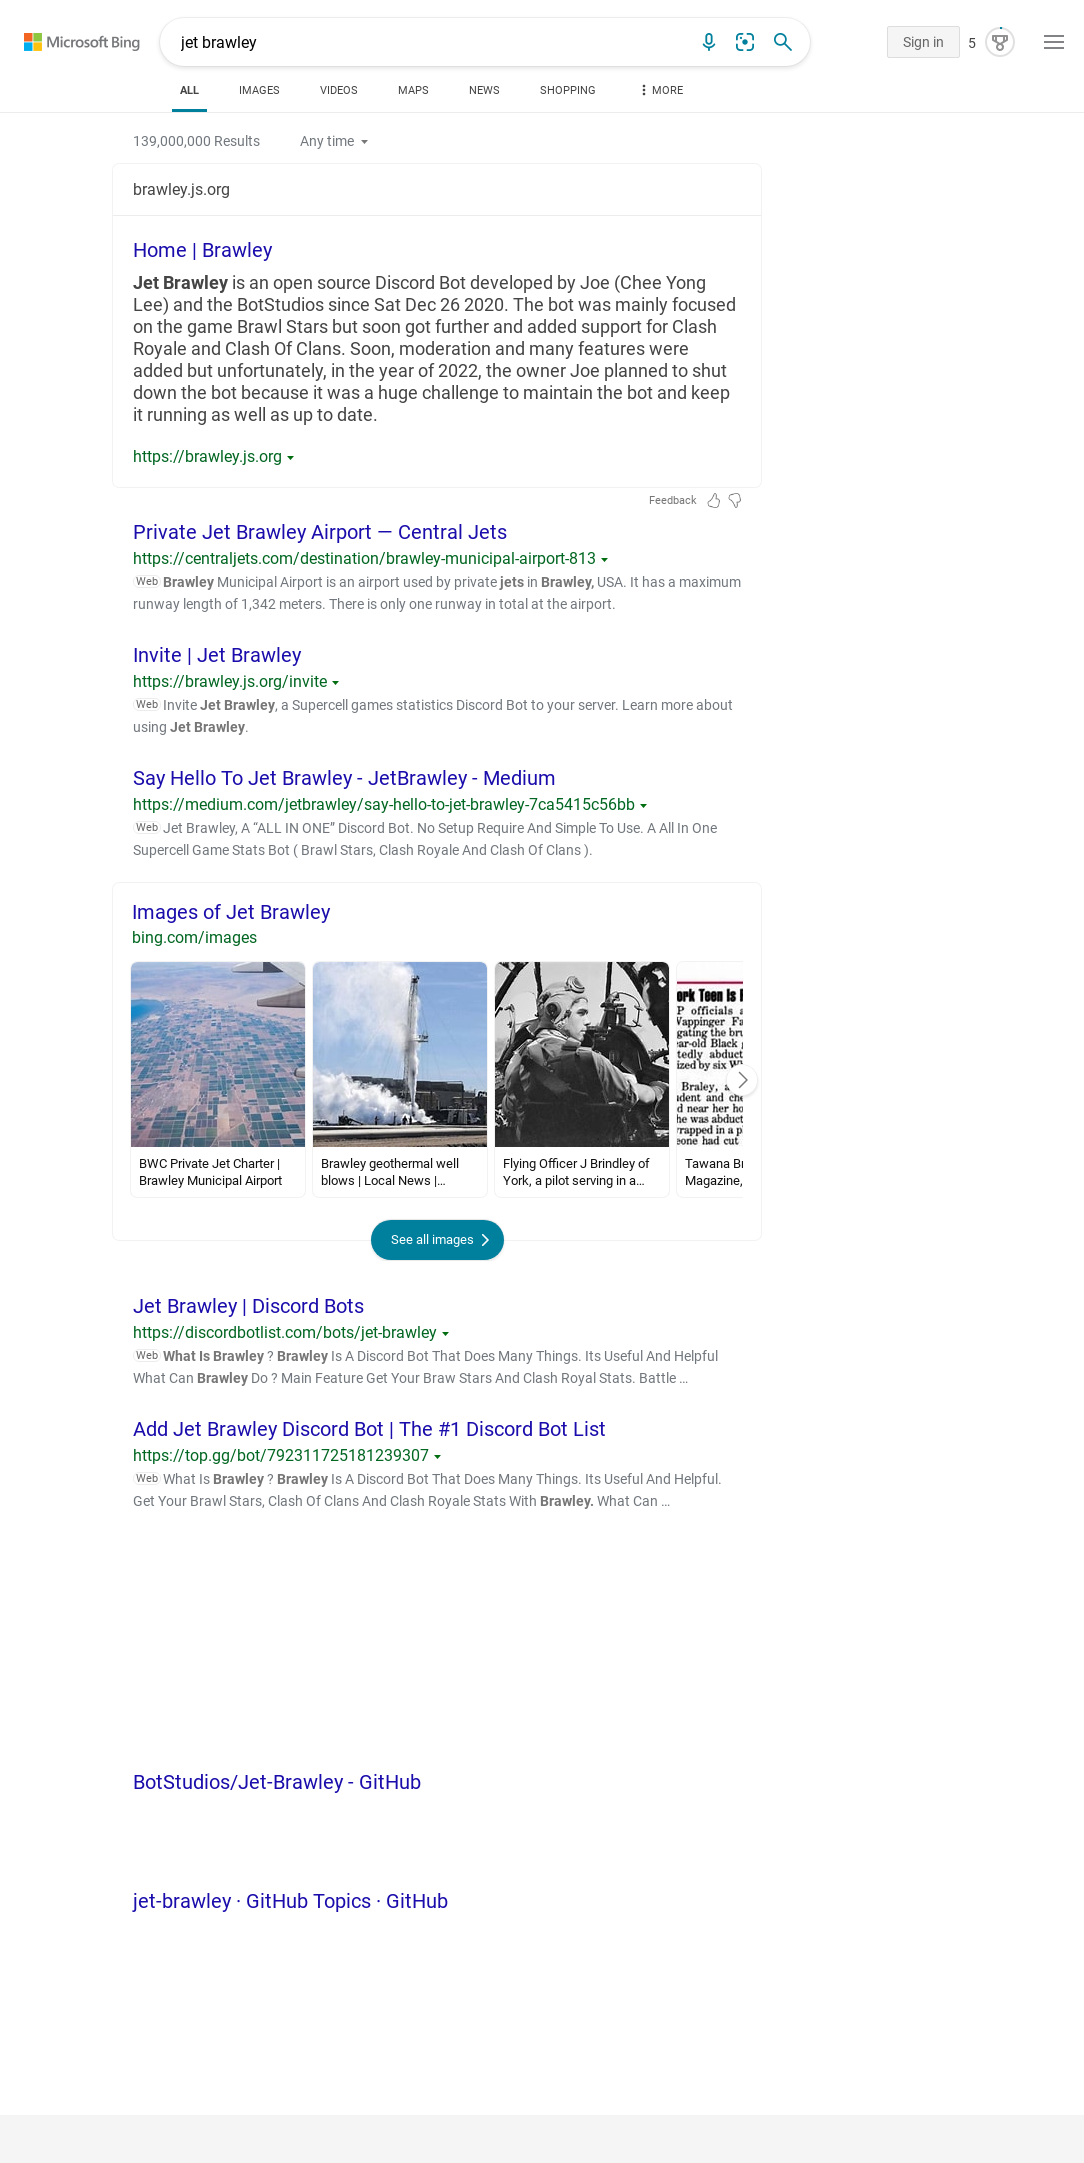 Microsoft Bing
jet brawley
Sign in
5
ALL
IMAGES
VIDEOS
MAPS
NEWS
SHOPPING
MORE
139,000,000 Results
Any time
brawley.js.org
Home | Brawley
Jet Brawley is an open source Discord Bot developed by Joe (Chee Yong
Lee) and the BotStudios since Sat Dec 26 2020. The bot was mainly focused
on the game Brawl Stars but soon got further and added support for Clash
Royale and Clash Of Clans. Soon, moderation and many features were
added but unfortunately, in the year of 2022, the owner Joe planned to shut
down the bot because it was a huge challenge to maintain the bot and keep
it running as well as up to date.
https://brawley.js.org
Feedback
Private Jet Brawley Airport — Central Jets
https://centraljets.com/destination/brawley-municipal-airport-813
Web Brawley Municipal Airport is an airport used by private jets in Brawley, USA. It has a maximum
runway length of 1,342 meters. There is only one runway in total at the airport.
Invite | Jet Brawley
https://brawley.js.org/invite
Web Invite Jet Brawley, a Supercell games statistics Discord Bot to your server. Learn more about
using Jet Brawley.
Say Hello To Jet Brawley - JetBrawley - Medium
https://medium.com/jetbrawley/say-hello-to-jet-brawley-7ca5415c56bb
Web Jet Brawley, A “ALL IN ONE” Discord Bot. No Setup Require And Simple To Use. A All In One
Supercell Game Stats Bot ( Brawl Stars, Clash Royale And Clash Of Clans ).
Images of Jet Brawley
bing.com/images
ork Teen Is
P officials a
Wappinger Fa
gating the bru
ear-old Black
tedly abduct
ized by six W
Braley, a
udent and che
d near her ho
he was abduct
wrapped in a p
eone had cut
BWC Private Jet Charter |
Brawley Municipal Airport
Brawley geothermal well
blows | Local News |…
Flying Officer J Brindley of
York, a pilot serving in a…
Tawana Br
Magazine,
See all images
Jet Brawley | Discord Bots
https://discordbotlist.com/bots/jet-brawley
Web What Is Brawley ? Brawley Is A Discord Bot That Does Many Things. Its Useful And Helpful
What Can Brawley Do ? Main Feature Get Your Braw Stars And Clash Royal Stats. Battle …
Add Jet Brawley Discord Bot | The #1 Discord Bot List
https://top.gg/bot/792311725181239307
Web What Is Brawley ? Brawley Is A Discord Bot That Does Many Things. Its Useful And Helpful.
Get Your Brawl Stars, Clash Of Clans And Clash Royale Stats With Brawley. What Can …
BotStudios/Jet-Brawley - GitHub
jet-brawley · GitHub Topics · GitHub